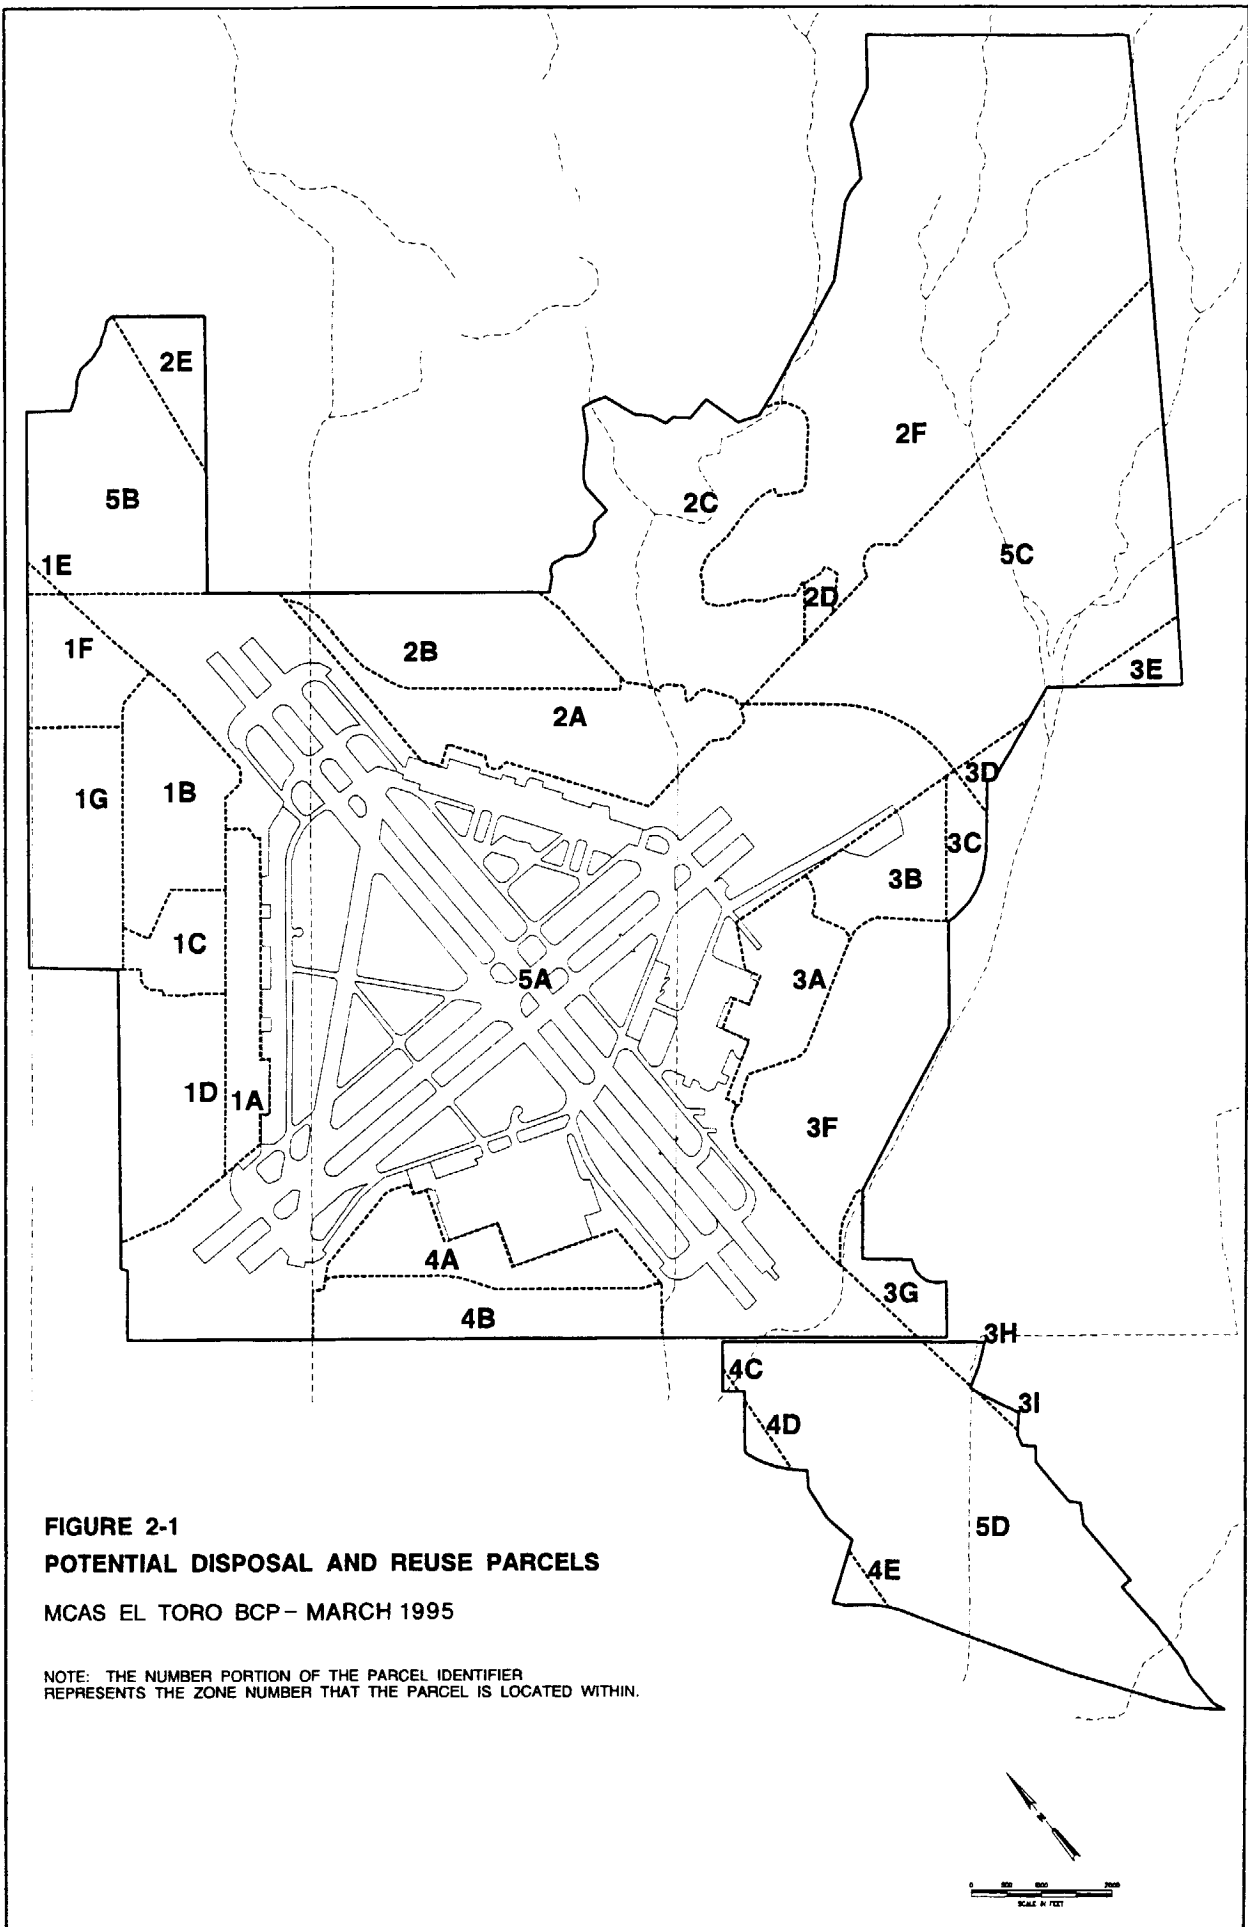 2E
2F
5B
2C
5C
1E
2D
1F
2B
3E
2A
3D
1G
1B
3C
3B
1C
5A
3A
1D
1A
3F
4A
3G
4B
3H
4C
3I
4D
5D
4E
FIGURE 2-1
POTENTIAL DISPOSAL AND REUSE PARCELS
MCAS EL TORO BCP – MARCH 1995
NOTE: THE NUMBER PORTION OF THE PARCEL IDENTIFIER
REPRESENTS THE ZONE NUMBER THAT THE PARCEL IS LOCATED WITHIN.
N
SCALE IN FEET